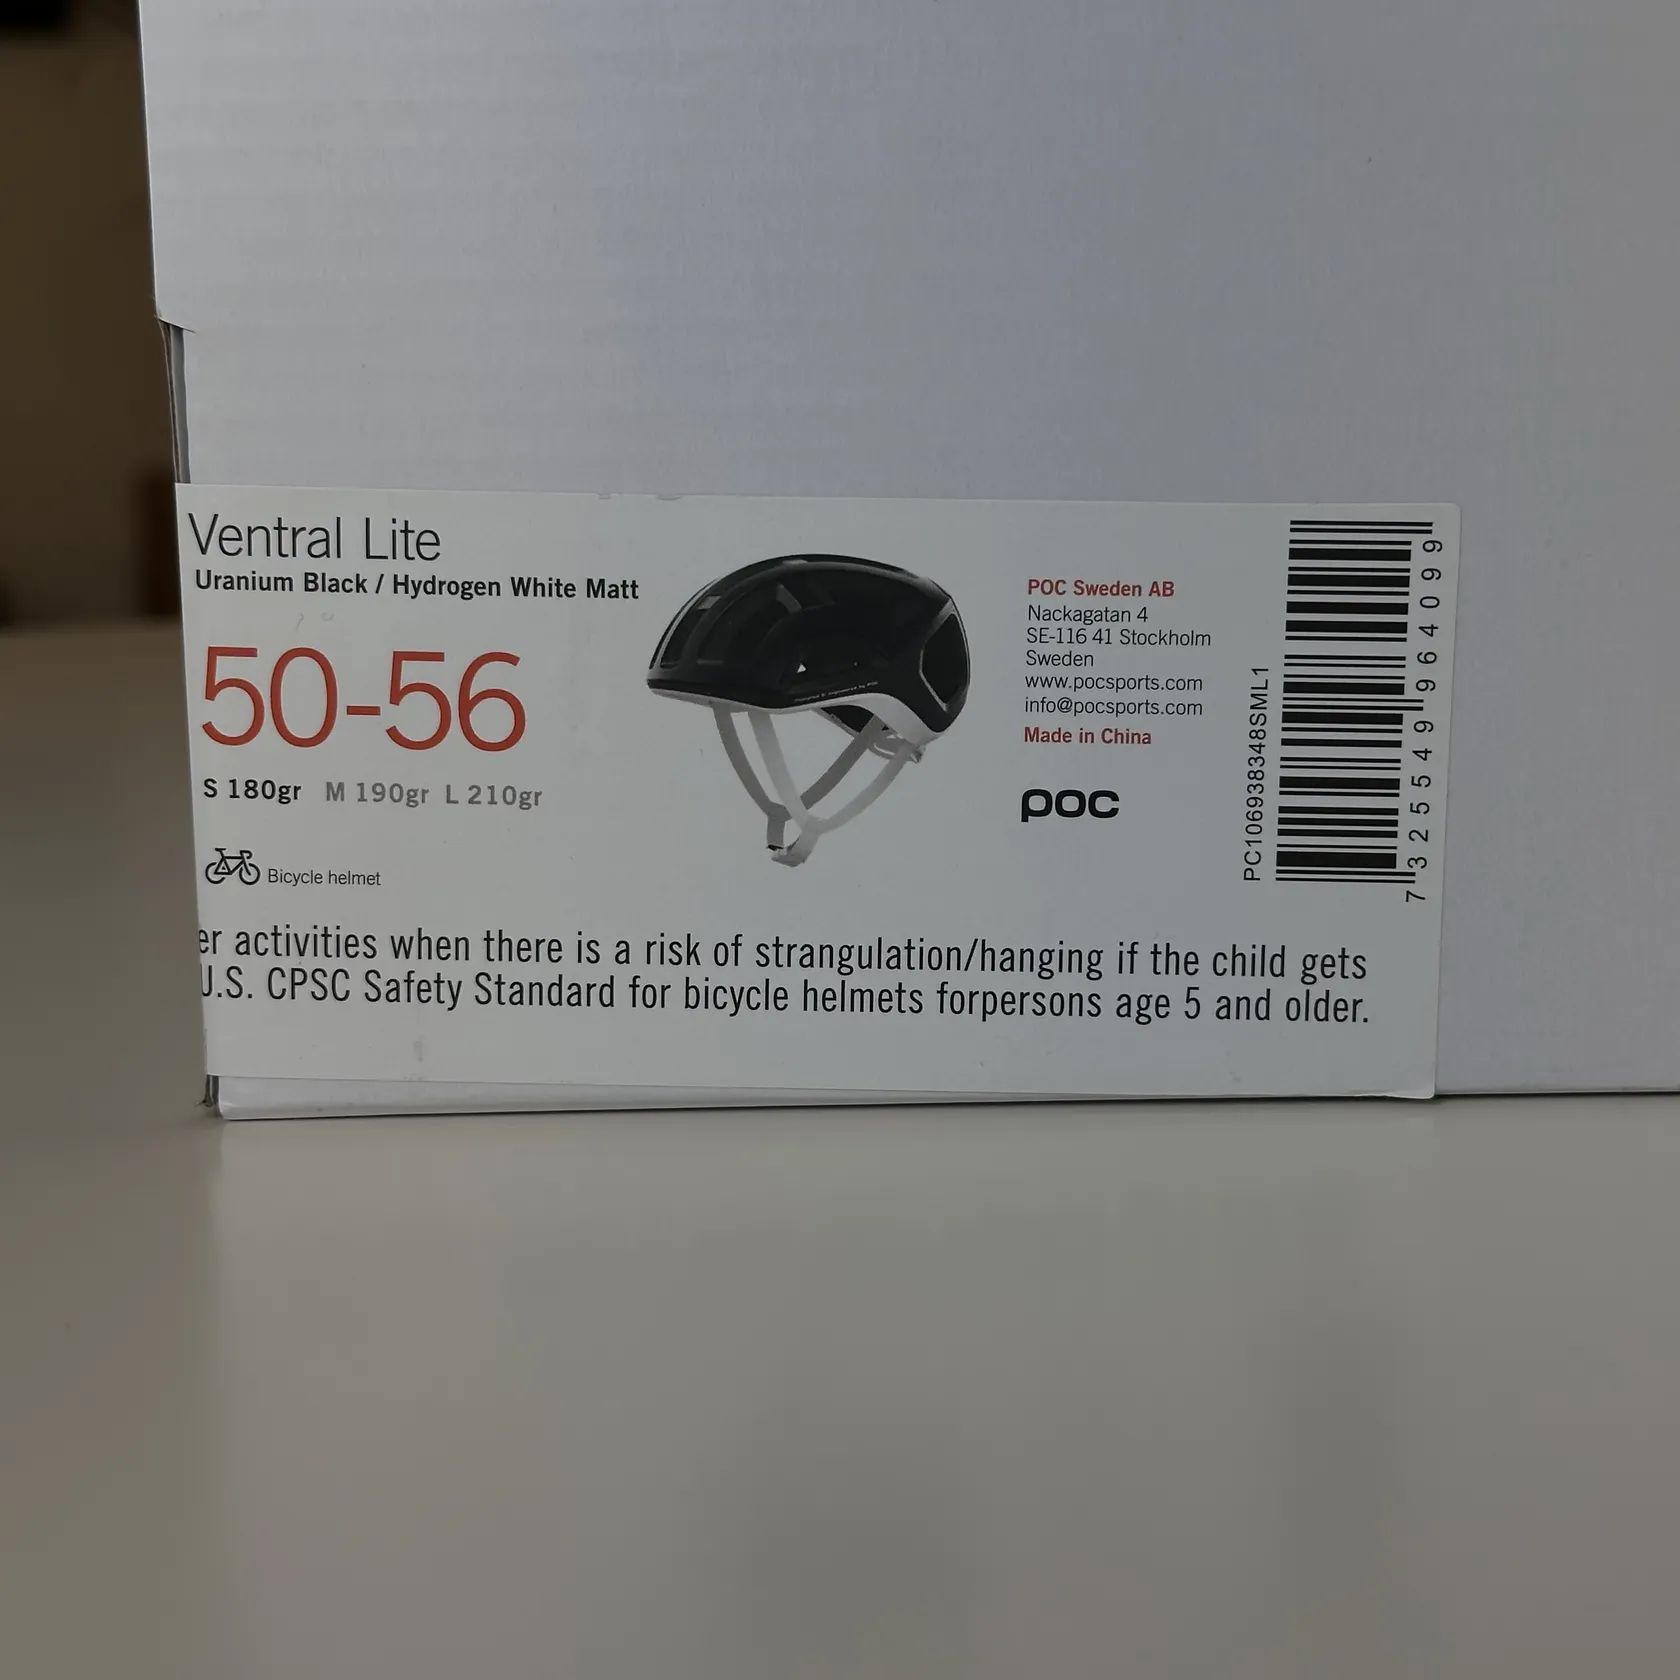 Ventral Lite
Uranium Black / Hydrogen White Matt
50-56
S 180gr M 190gr L 210gr
Bicycle helmet
POC Sweden AB
Nackagatan 4
SE-116 41 Stockholm
Sweden
www.pocsports.com
info@pocsports.com
Made in China
poc
PC106938348SML1
7 325549 964099
er activities when there is a risk of strangulation/hanging if the child gets
U.S. CPSC Safety Standard for bicycle helmets forpersons age 5 and older.